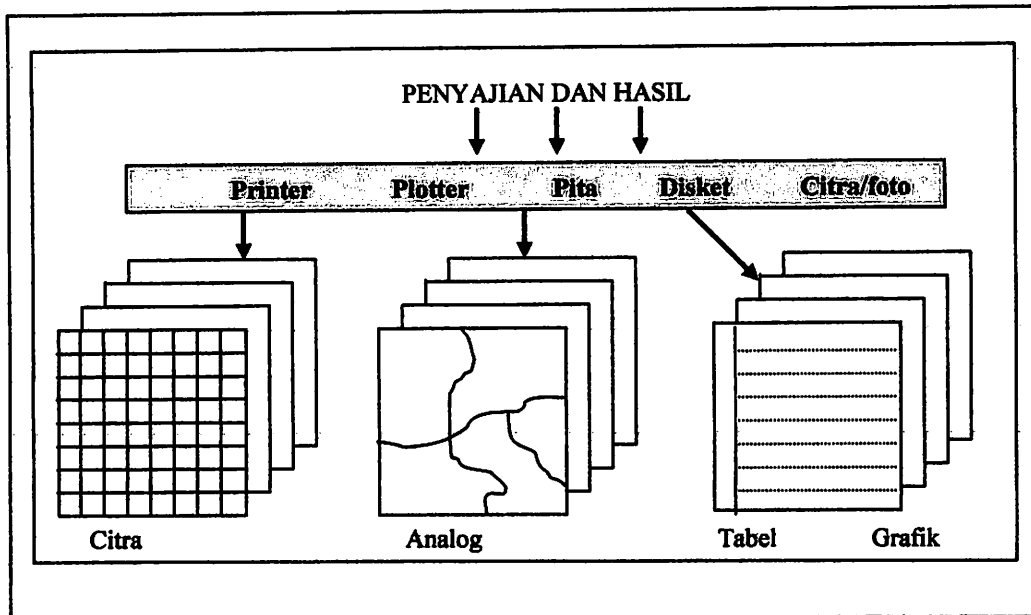 PENYAJIAN DAN HASIL
Printer Plotter Pita Disket Citra/foto
Citra Analog Tabel Grafik